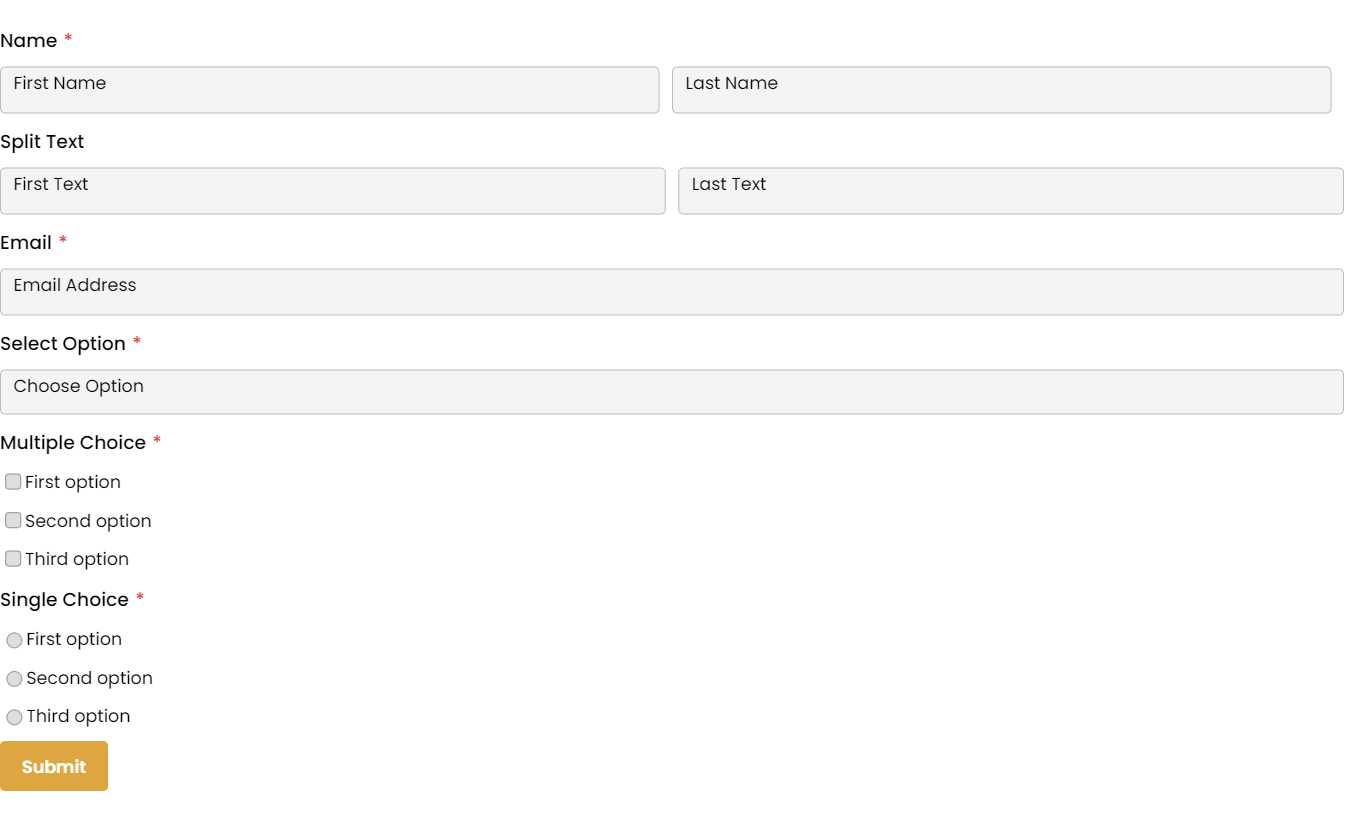 Name *
First Name Last Name
Split Text
First Text Last Text
Email *
Email Address
Select Option *
Choose Option
Multiple Choice *
First option
Second option
Third option
Single Choice *
First option
Second option
Third option
Submit